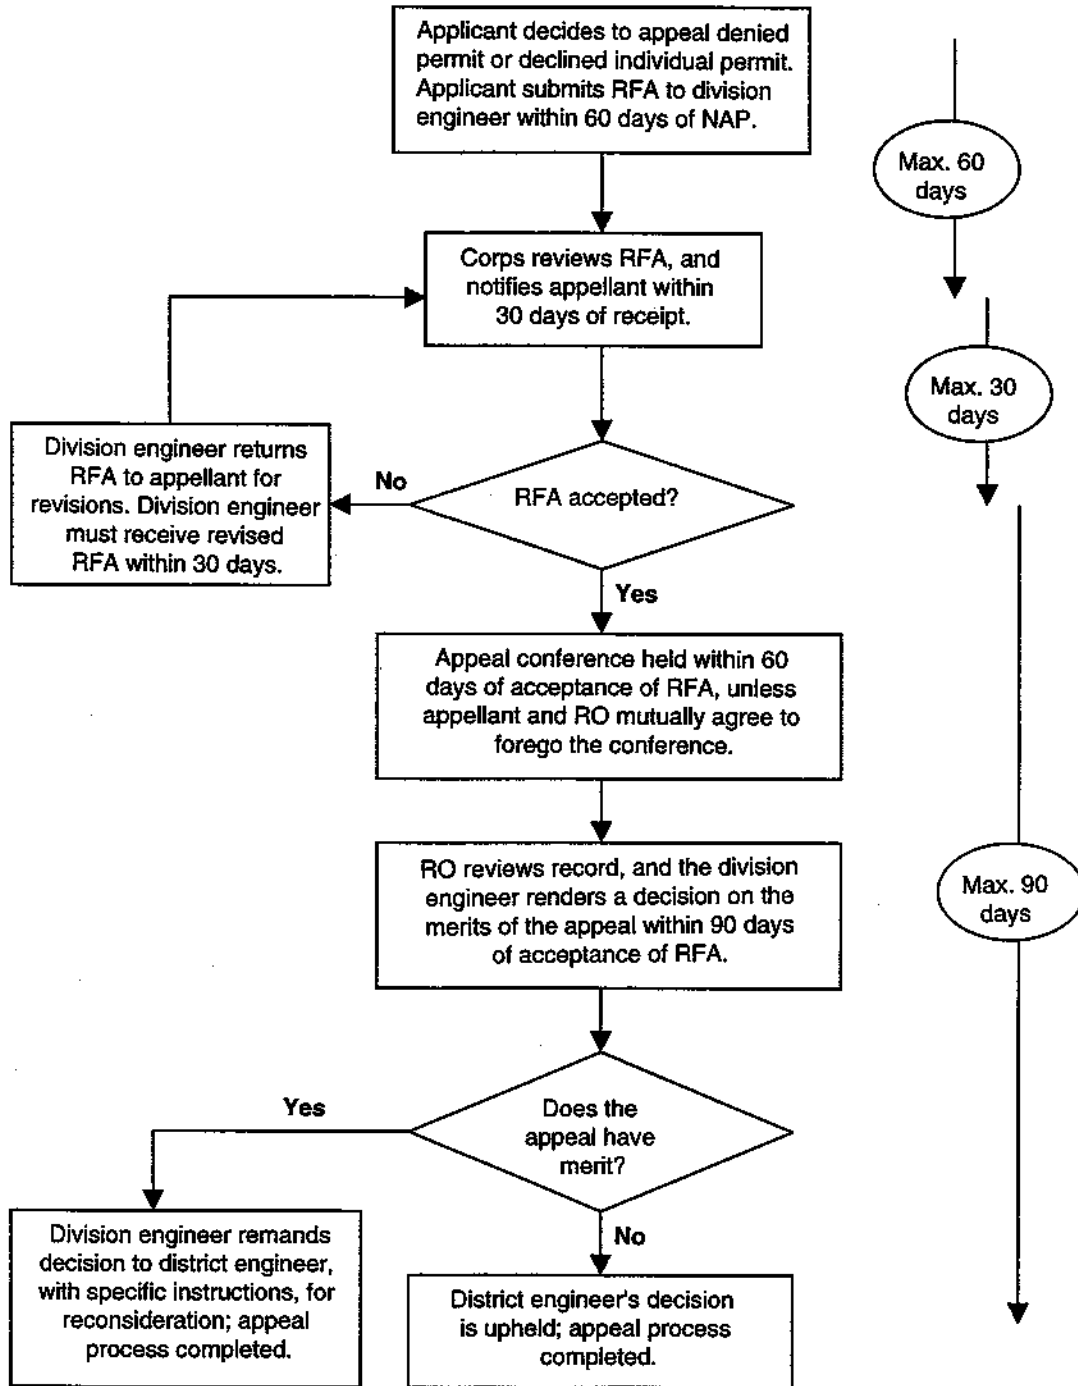 Applicant decides to appeal denied
permit or declined individual permit.
Applicant submits RFA to division
engineer within 60 days of NAP.
Max. 60
days
Corps reviews RFA, and
notifies appellant within
30 days of receipt.
Max. 30
days
Division engineer returns
RFA to appellant for
revisions. Division engineer
must receive revised
RFA within 30 days.
No
RFA accepted?
Yes
Appeal conference held within 60
days of acceptance of RFA, unless
appellant and RO mutually agree to
forego the conference.
RO reviews record, and the division
engineer renders a decision on the
merits of the appeal within 90 days
of acceptance of RFA.
Max. 90
days
Yes
Does the
appeal have
merit?
No
Division engineer remands
decision to district engineer,
with specific instructions, for
reconsideration; appeal
process completed.
District engineer's decision
is upheld; appeal process
completed.